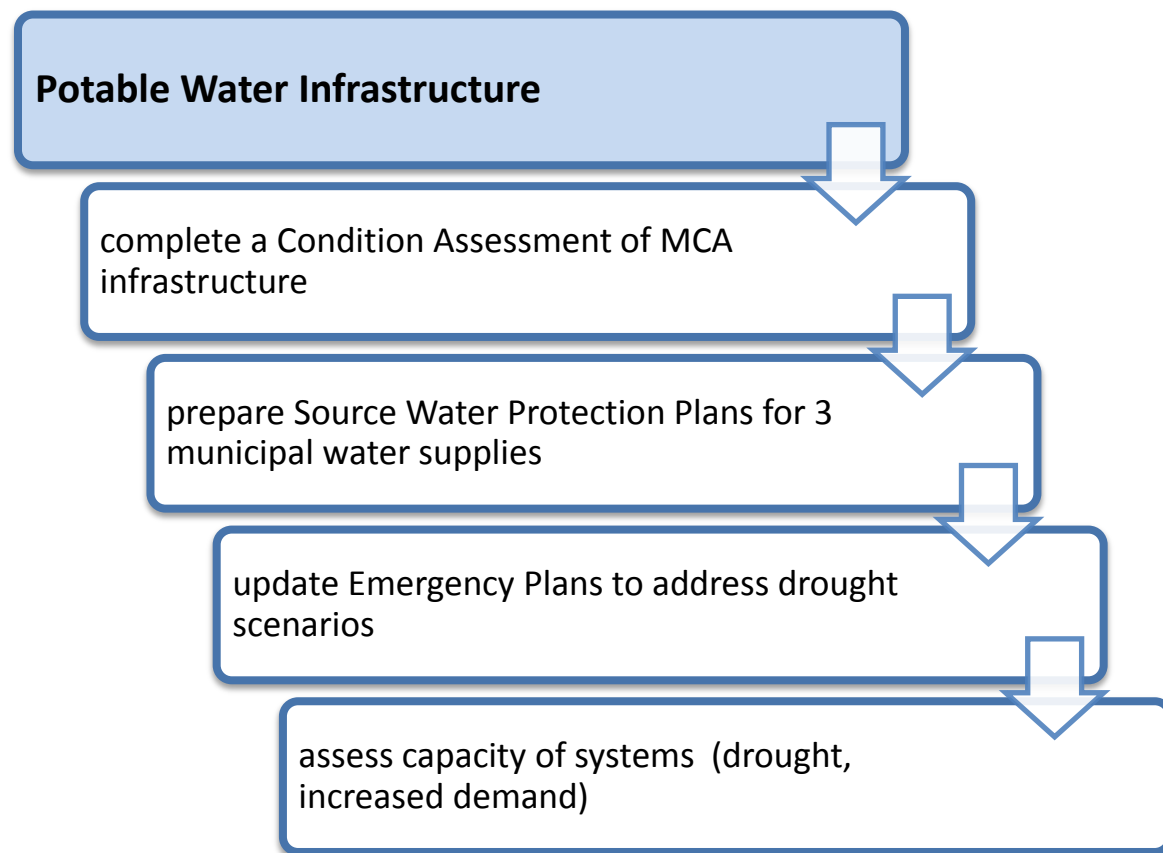 Potable Water Infrastructure
complete a Condition Assessment of MCA
infrastructure
prepare Source Water Protection Plans for 3
municipal water supplies
update Emergency Plans to address drought
scenarios
assess capacity of systems  (drought,
increased demand)